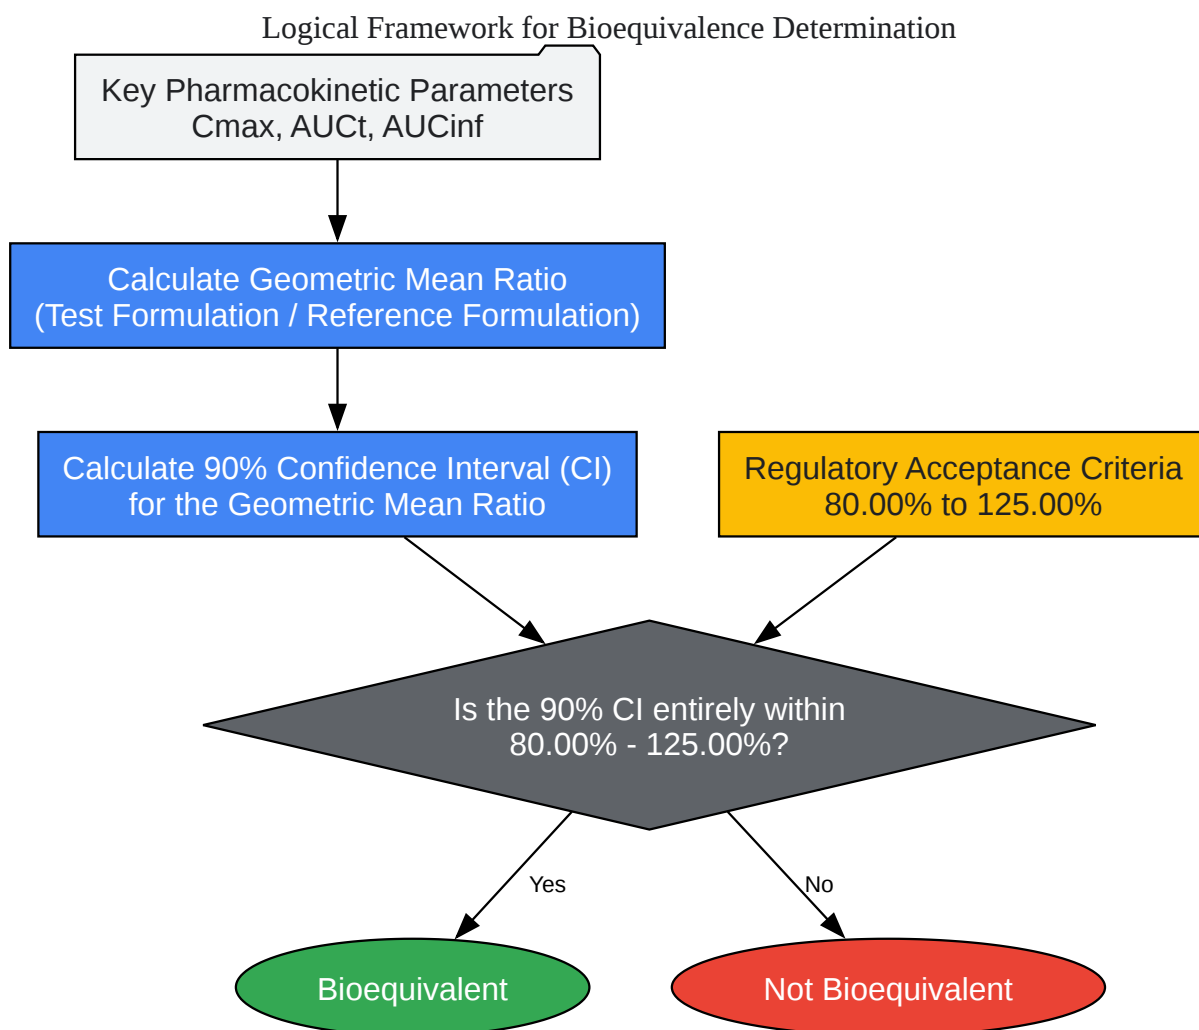 Logical Framework for Bioequivalence Determination
Key Pharmacokinetic Parameters
Cmax, AUCt, AUCinf
Calculate Geometric Mean Ratio
(Test Formulation / Reference Formulation)
Calculate 90% Confidence Interval (CI)
for the Geometric Mean Ratio
Regulatory Acceptance Criteria
80.00% to 125.00%
Is the 90% CI entirely within
80.00% - 125.00%?
Yes
No
Bioequivalent
Not Bioequivalent